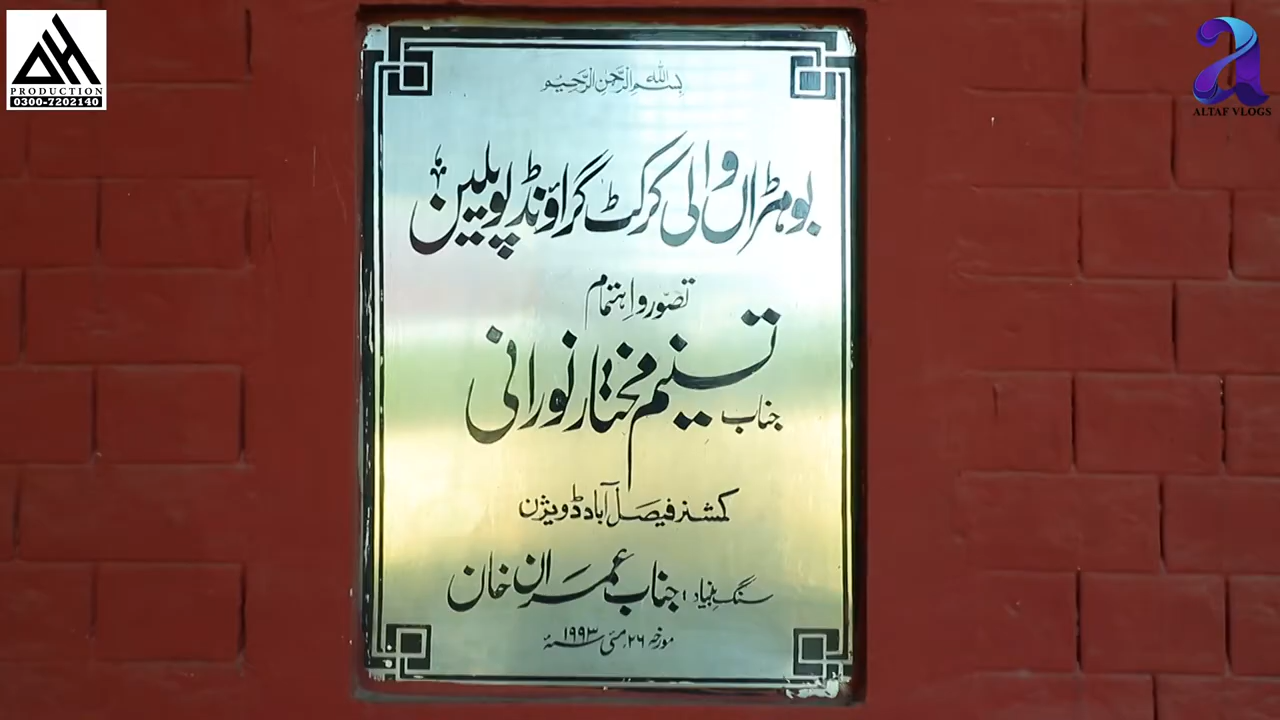 PRODUCTION
0300-7202140
ALTAF VLOGS
بسم اللہ الرحمن الرحیم
بوہڑاں والی کرکٹ گراؤنڈ پویلین
تصور و اہتمام
جناب تسنیم مختار نورانی
کمشنر فیصل آباد ڈویژن
سنگِ بنیاد : جناب عمران خان
مورخہ ۲۶ مئی ۱۹۹۳ء